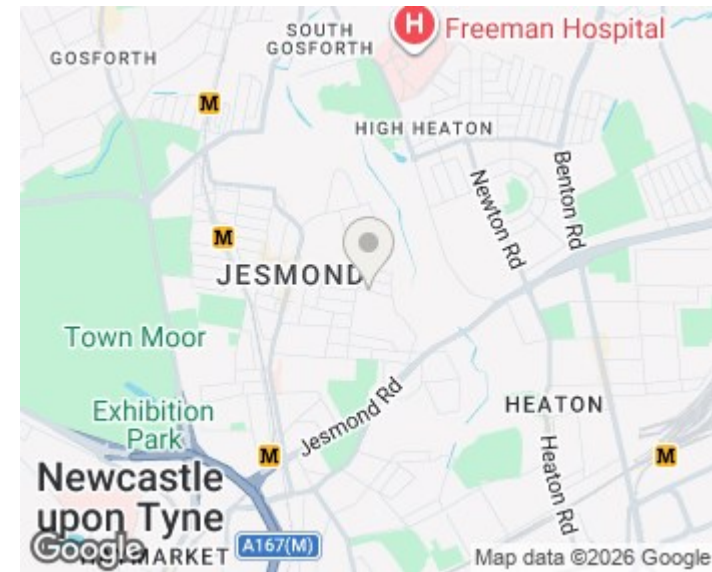 SOUTH
GOSFORTH
GOSFORTH
H
Freeman Hospital
M
HIGH HEATON
Benton Rd
Newton Rd
M
JESMOND
Town Moor
HEATON
Exhibition
Park
Jesmond Rd
Heaton Rd
M
M
Newcastle
upon Tyne
Google
MARKET
A167(M)
Map data ©2026 Google